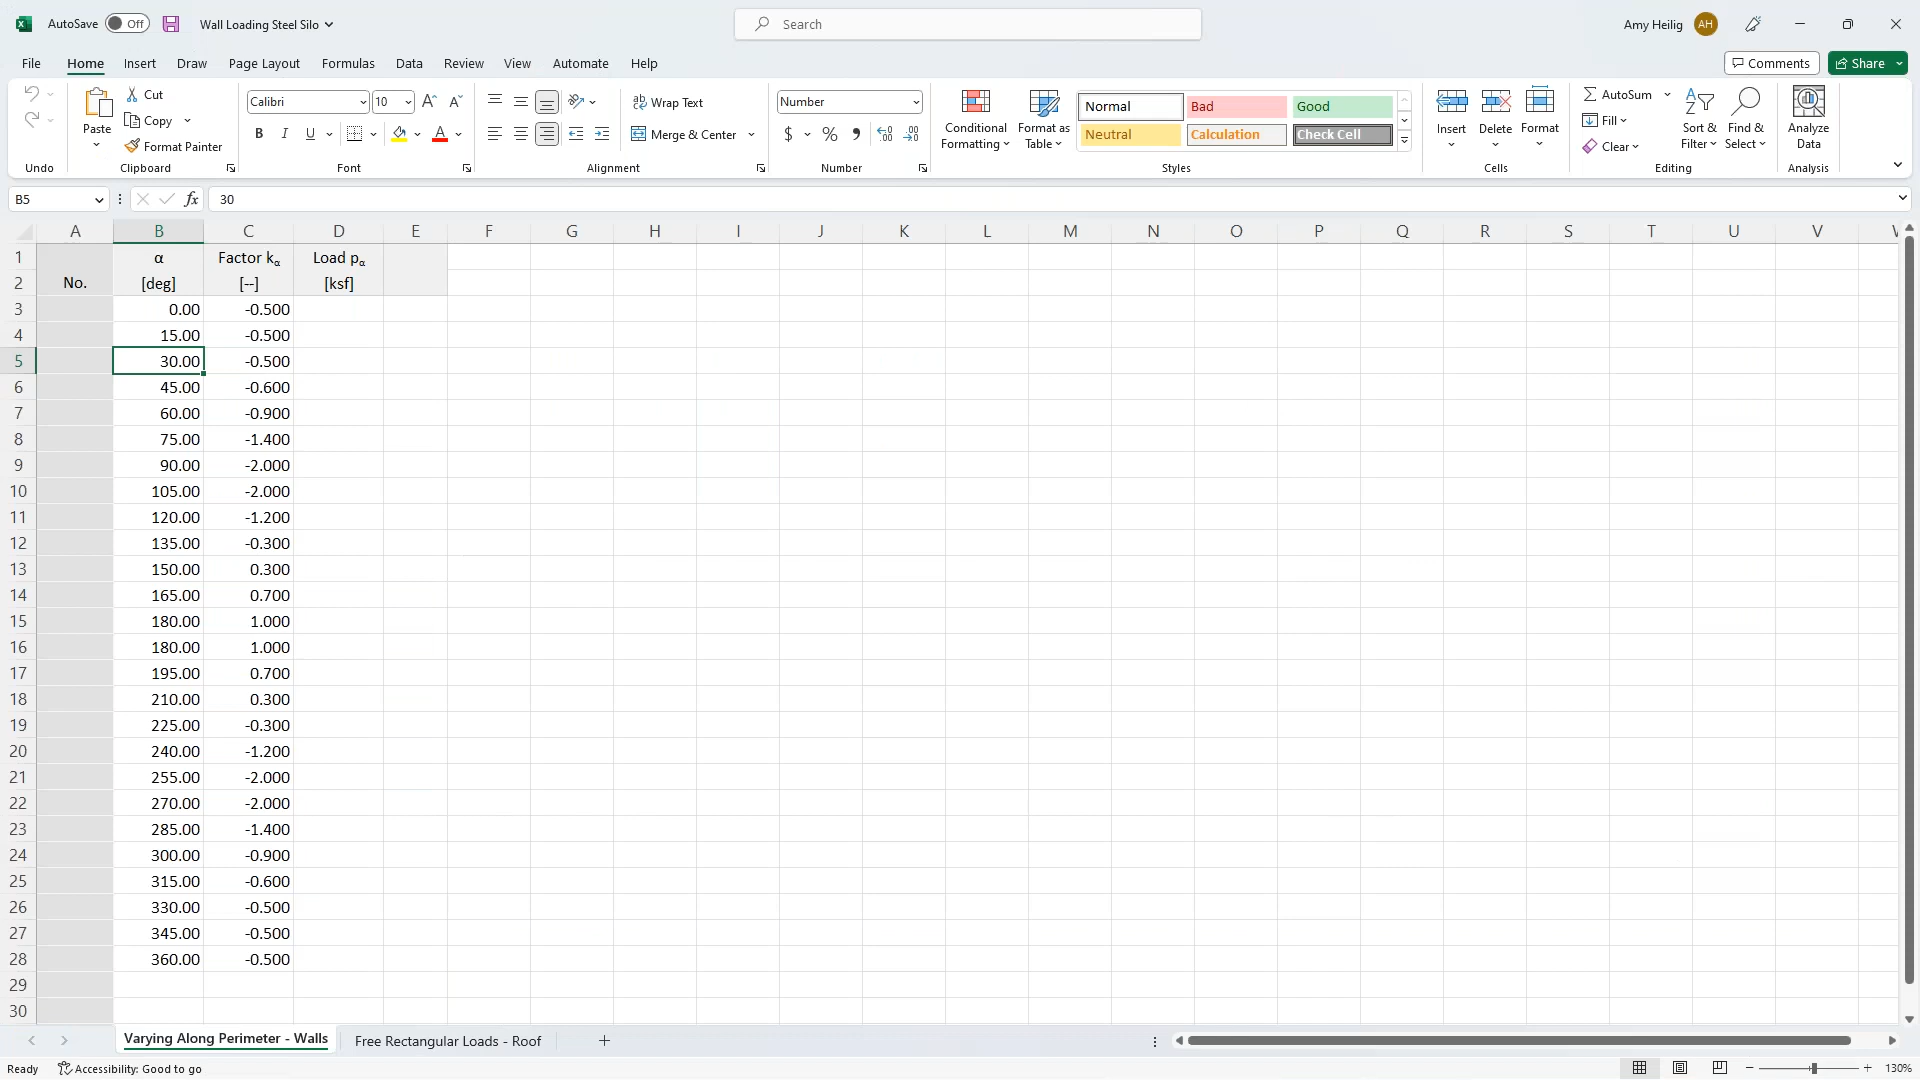 AutoSave Off Wall Loading Steel Silo Search Amy Heilig AH
File Home Insert Draw Page Layout Formulas Data Review View Automate Help Comments Share
Paste Cut Copy Format Painter
Calibri 10 B I U A
Wrap Text Merge & Center
Number $ % 9
Conditional Formatting Format as Table
Normal Bad Good
Neutral Calculation Check Cell
Insert Delete Format
AutoSum Fill Clear Sort & Filter Find & Select
Analyze Data
Undo Clipboard Font Alignment Number Styles Cells Editing Analysis
B5 fx 30
A B C D E F G H I J K L M N O P Q R S T U V
1 α Factor kα Load pα
2 No. [deg] [--] [ksf]
3 0.00 -0.500
4 15.00 -0.500
5 30.00 -0.500
6 45.00 -0.600
7 60.00 -0.900
8 75.00 -1.400
9 90.00 -2.000
10 105.00 -2.000
11 120.00 -1.200
12 135.00 -0.300
13 150.00 0.300
14 165.00 0.700
15 180.00 1.000
16 180.00 1.000
17 195.00 0.700
18 210.00 0.300
19 225.00 -0.300
20 240.00 -1.200
21 255.00 -2.000
22 270.00 -2.000
23 285.00 -1.400
24 300.00 -0.900
25 315.00 -0.600
26 330.00 -0.500
27 345.00 -0.500
28 360.00 -0.500
29
30
Varying Along Perimeter - Walls Free Rectangular Loads - Roof
Ready Accessibility: Good to go 130%